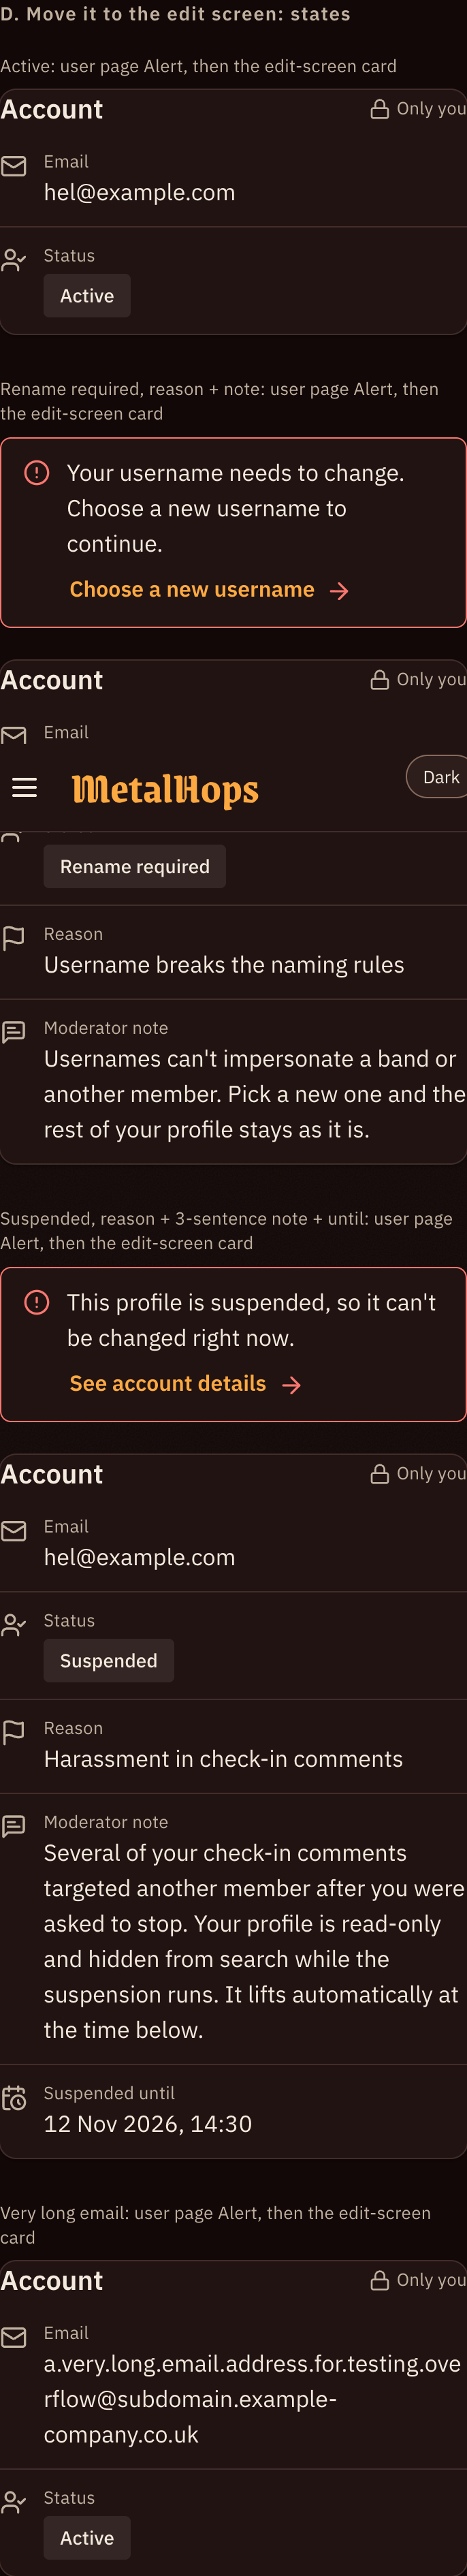 D. Move it to the edit screen: states
Active: user page Alert, then the edit-screen card
Account
Only you
Email
hel@example.com
Status
Active
Rename required, reason + note: user page Alert, then
the edit-screen card
Your username needs to change.
Choose a new username to
continue.
Choose a new username
Account
Only you
Email
MetalHops
Dark
Rename required
Reason
Username breaks the naming rules
Moderator note
Usernames can't impersonate a band or
another member. Pick a new one and the
rest of your profile stays as it is.
Suspended, reason + 3-sentence note + until: user page
Alert, then the edit-screen card
This profile is suspended, so it can't
be changed right now.
See account details
Account
Only you
Email
hel@example.com
Status
Suspended
Reason
Harassment in check-in comments
Moderator note
Several of your check-in comments
targeted another member after you were
asked to stop. Your profile is read-only
and hidden from search while the
suspension runs. It lifts automatically at
the time below.
Suspended until
12 Nov 2026, 14:30
Very long email: user page Alert, then the edit-screen
card
Account
Only you
Email
a.very.long.email.address.for.testing.ove
rflow@subdomain.example-
company.co.uk
Status
Active